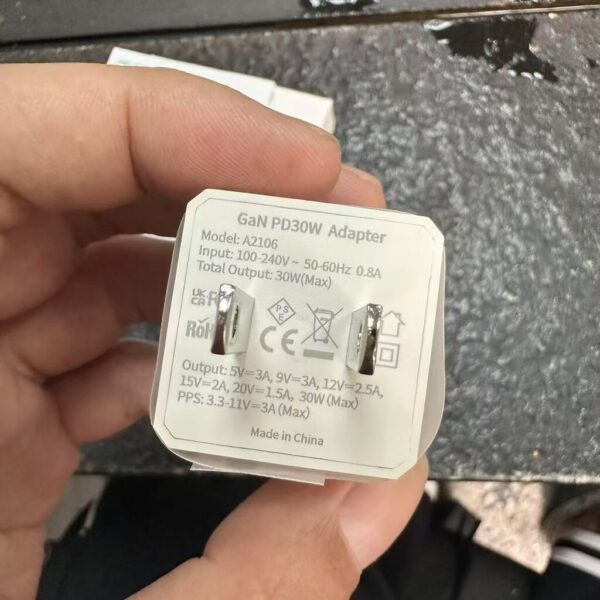 GaN PD30W Adapter
Model: A2106
Input: 100-240V~ 50-60Hz 0.8A
Total Output: 30W(Max)
UK
CA
PS
E
RoH
CE
Output: 5V⎓3A, 9V⎓3A, 12V⎓2.5A,
15V⎓2A, 20V⎓1.5A, 30W(Max)
PPS: 3.3-11V⎓3A(Max)
Made in China